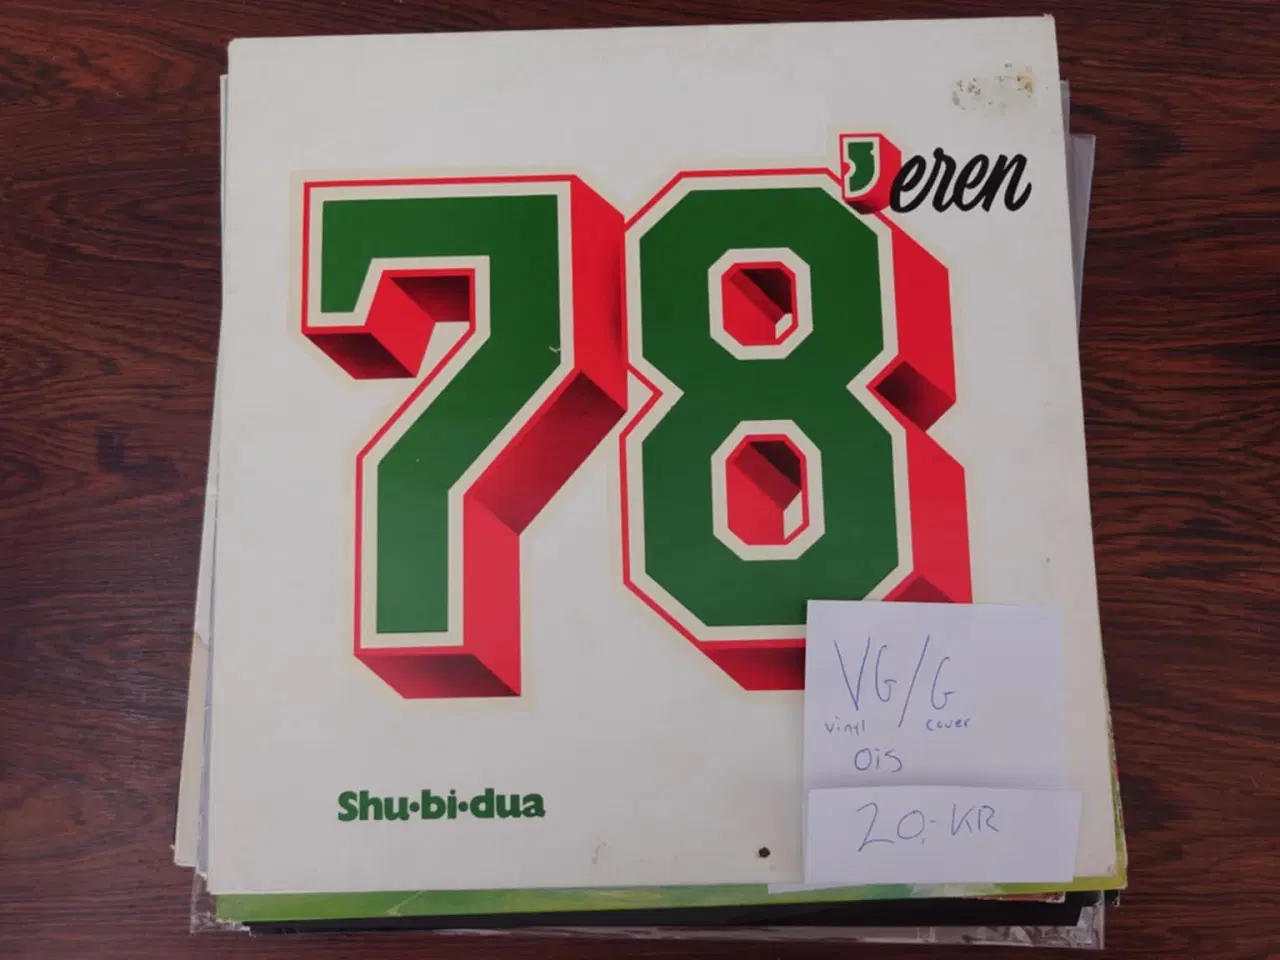 78'eren
Shu·bi·dua
VG/G
vinyl cover
OiS
20,- KR